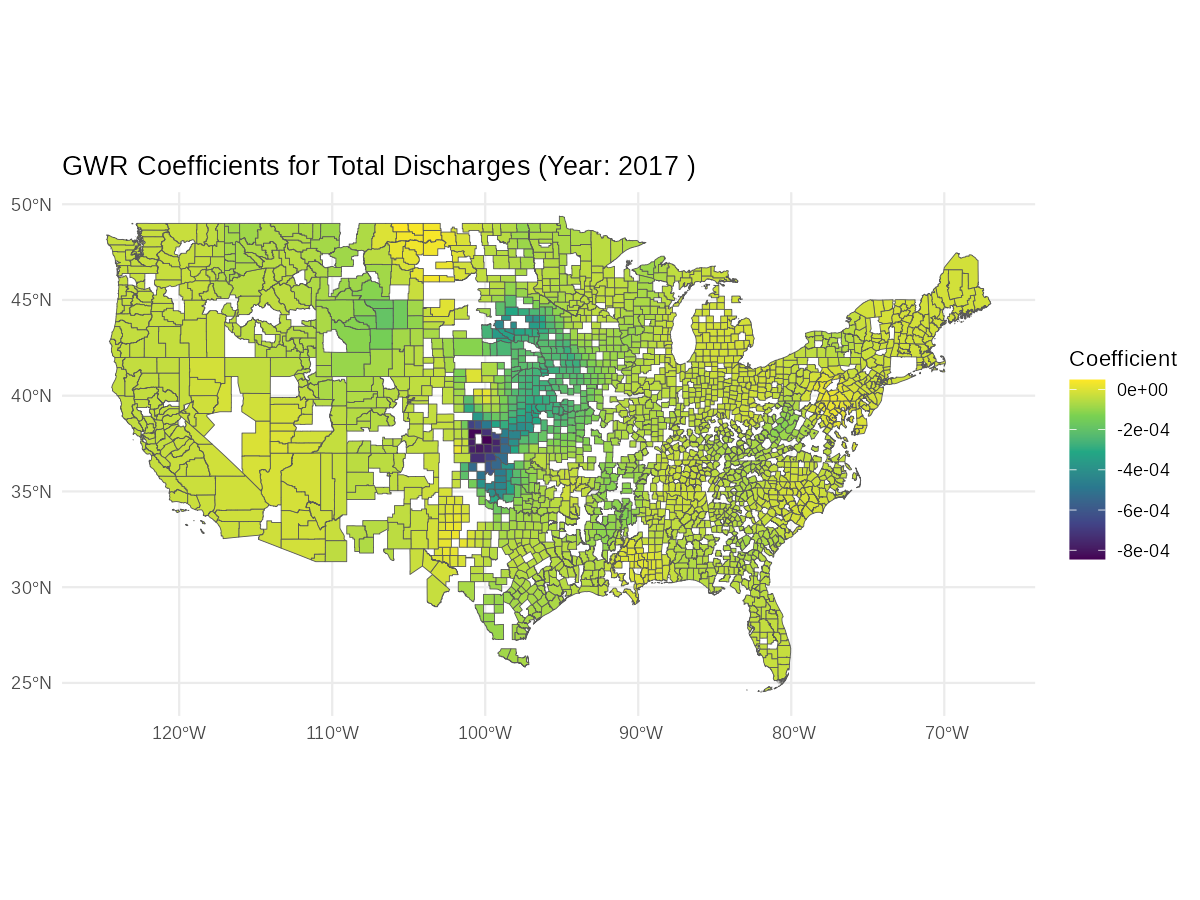 GWR Coefficients for Total Discharges (Year: 2017 )
50°N
45°N
40°N
35°N
30°N
25°N
120°W
110°W
100°W
90°W
80°W
70°W
Coefficient
0e+00
-2e-04
-4e-04
-6e-04
-8e-04